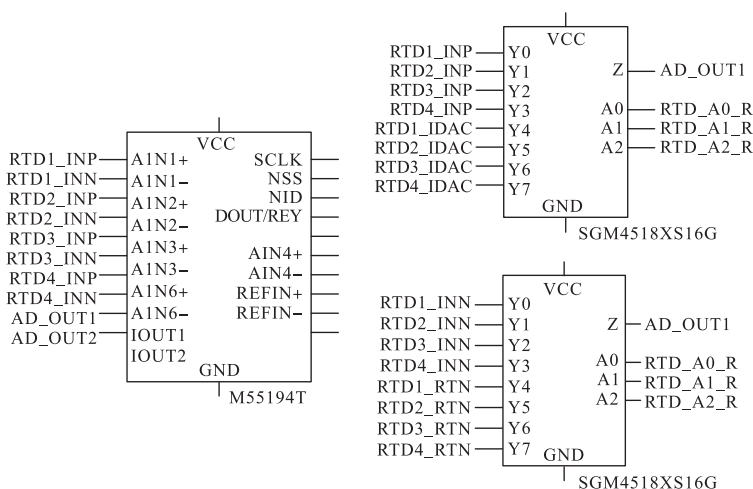 RTD1_INP
RTD1_INN
RTD2_INP
RTD2_INN
RTD3_INP
RTD3_INN
RTD4_INP
RTD4_INN
AD_OUT1
AD_OUT2
VCC
A1N1+
A1N1−
A1N2+
A1N2−
A1N3+
A1N3−
A1N6+
A1N6−
IOUT1
IOUT2
SCLK
NSS
NID
DOUT/REY
AIN4+
AIN4−
REFIN+
REFIN−
GND
M55194T
RTD1_INP
RTD2_INP
RTD3_INP
RTD4_INP
RTD1_IDAC
RTD2_IDAC
RTD3_IDAC
RTD4_IDAC
VCC
Y0
Y1
Y2
Y3
Y4
Y5
Y6
Y7
Z
A0
A1
A2
GND
AD_OUT1
RTD_A0_R
RTD_A1_R
RTD_A2_R
SGM4518XS16G
RTD1_INN
RTD2_INN
RTD3_INN
RTD4_INN
RTD1_RTN
RTD2_RTN
RTD3_RTN
RTD4_RTN
VCC
Y0
Y1
Y2
Y3
Y4
Y5
Y6
Y7
Z
A0
A1
A2
GND
AD_OUT1
RTD_A0_R
RTD_A1_R
RTD_A2_R
SGM4518XS16G